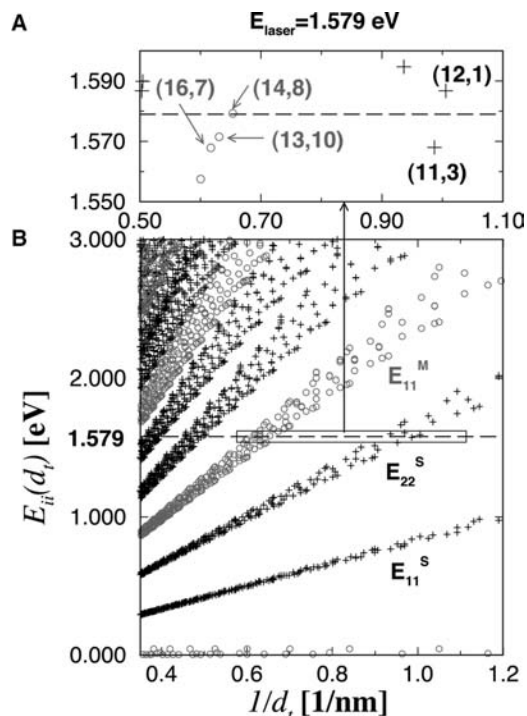 A
E_laser=1.579 eV
1.590
(16,7)
(14,8)
(12,1)
1.570
(13,10)
(11,3)
1.550
0.50 0.70 0.90 1.10
B
3.000
2.000
E_11^M
1.579
E_22^S
1.000
E_11^S
0.000
0.4 0.6 0.8 1.0 1.2
E_ii(d_t) [eV]
1/d_t [1/nm]